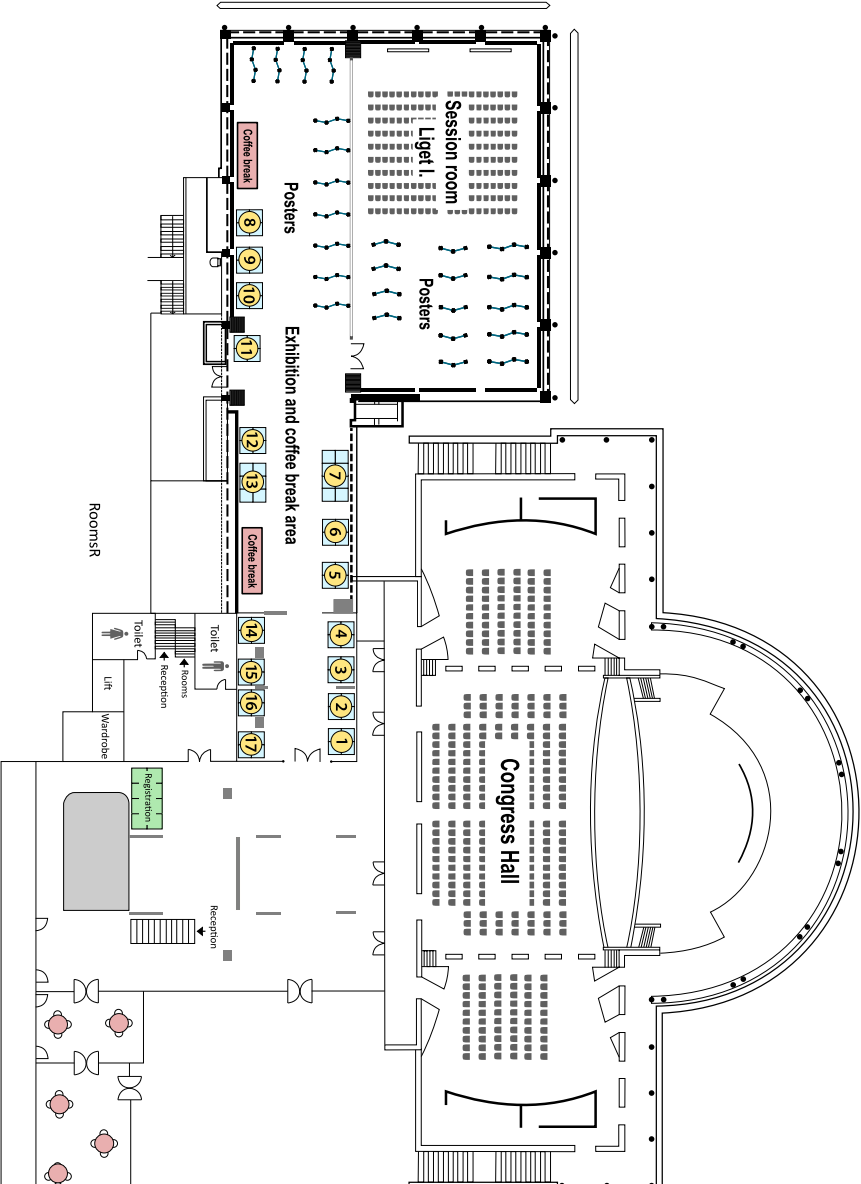 Session room
Liget I.
Coffee break
Posters
Posters
8
9
10
11
Exhibition and coffee break area
12
13
7
6
5
Coffee break
RoomsR
14
15
16
17
4
3
2
1
Toilet
Toilet
Rooms
Reception
Lift
Wardrobe
Registration
Reception
Congress Hall